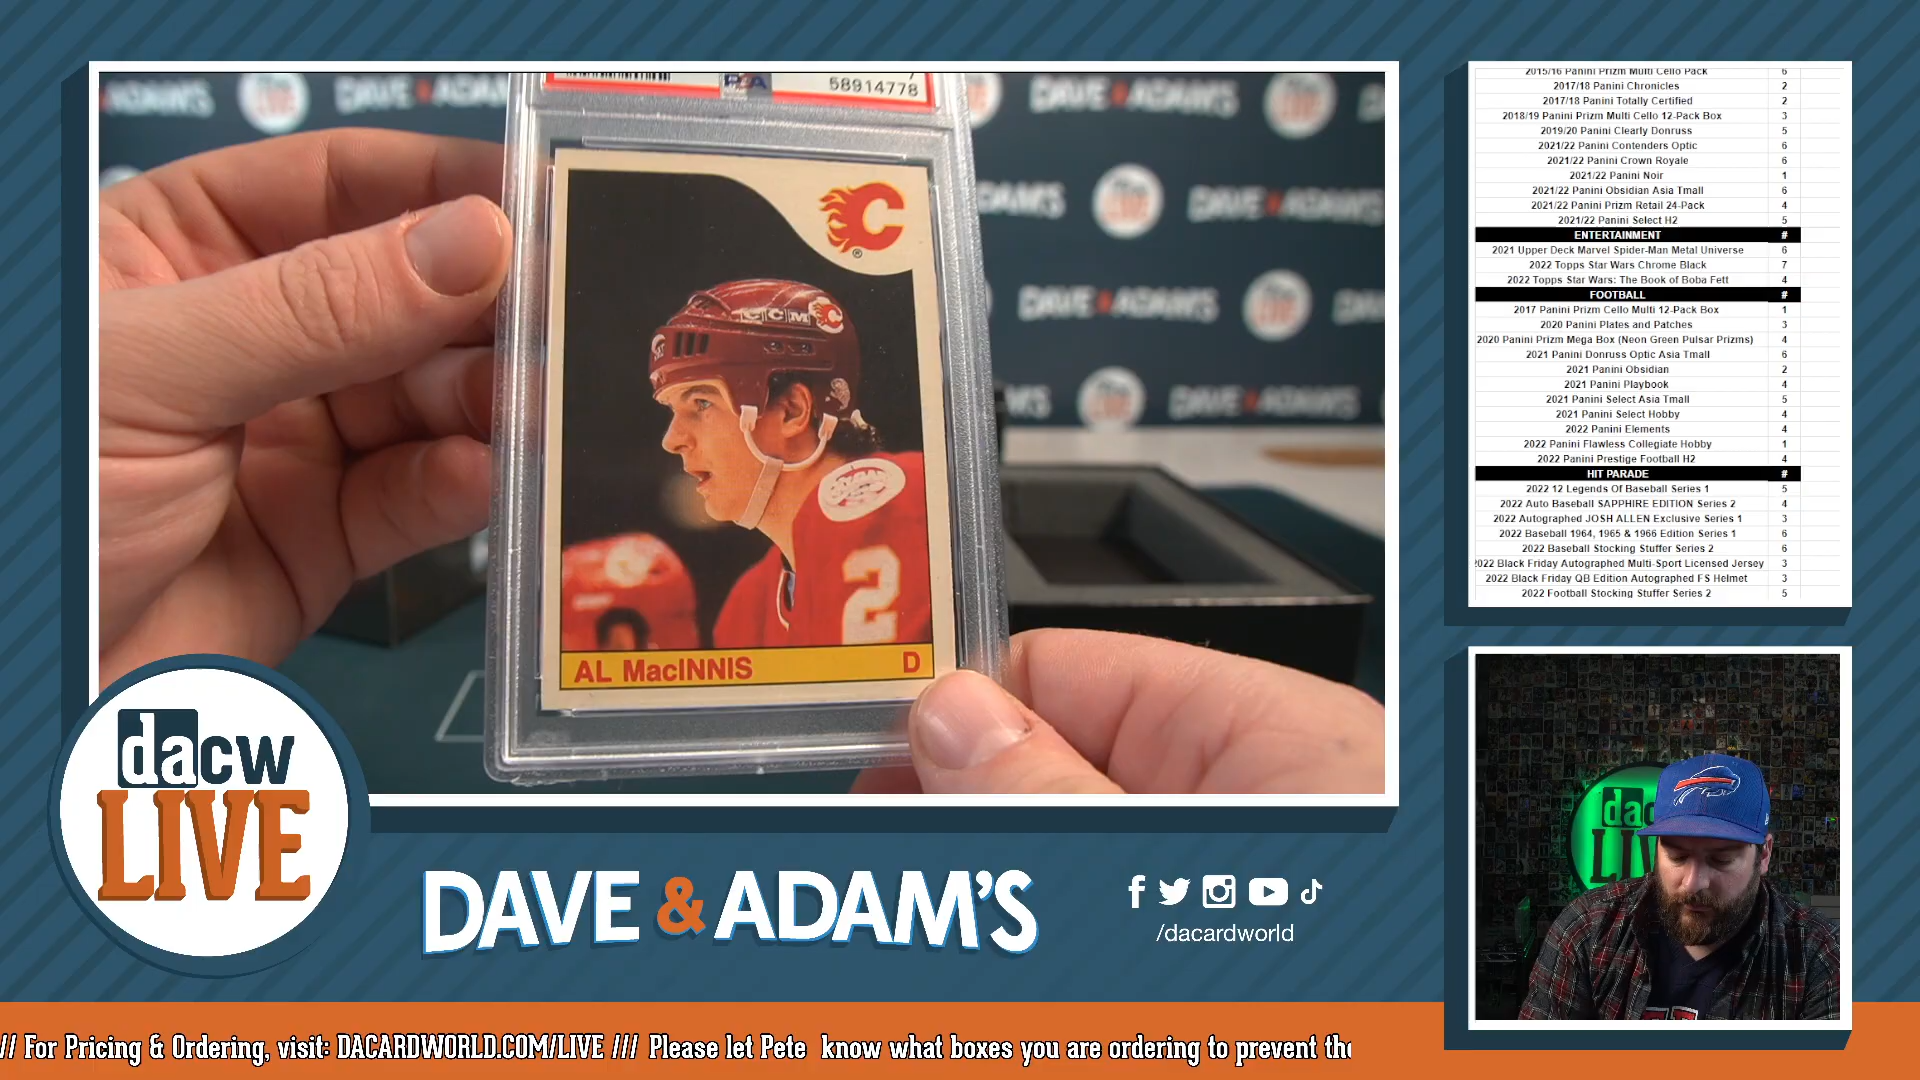 PSA
58914778
CCM
2
AL MacINNIS D
DAVE & ADAM'S
2015/16 Panini Prizm Multi Cello Pack 6
2017/18 Panini Chronicles 2
2017/18 Panini Totally Certified 2
2018/19 Panini Prizm Multi Cello 12-Pack Box 3
2019/20 Panini Clearly Donruss 5
2021/22 Panini Contenders Optic 6
2021/22 Panini Crown Royale 6
2021/22 Panini Noir 1
2021/22 Panini Obsidian Asia Tmall 6
2021/22 Panini Prizm Retail 24-Pack 4
2021/22 Panini Select H2 5
ENTERTAINMENT #
2021 Upper Deck Marvel Spider-Man Metal Universe 6
2022 Topps Star Wars Chrome Black 7
2022 Topps Star Wars: The Book of Boba Fett 4
FOOTBALL #
2017 Panini Prizm Cello Multi 12-Pack Box 1
2020 Panini Plates and Patches 3
2020 Panini Prizm Mega Box (Neon Green Pulsar Prizms) 4
2021 Panini Donruss Optic Asia Tmall 6
2021 Panini Obsidian 2
2021 Panini Playbook 4
2021 Panini Select Asia Tmall 5
2021 Panini Select Hobby 4
2022 Panini Elements 4
2022 Panini Flawless Collegiate Hobby 1
2022 Panini Prestige Football H2 4
HIT PARADE #
2022 12 Legends Of Baseball Series 1 5
2022 Auto Baseball SAPPHIRE EDITION Series 2 4
2022 Autographed JOSH ALLEN Exclusive Series 1 3
2022 Baseball 1964, 1965 & 1966 Edition Series 1 6
2022 Baseball Stocking Stuffer Series 2 6
2022 Black Friday Autographed Multi-Sport Licensed Jersey 3
2022 Black Friday QB Edition Autographed FS Helmet 3
2022 Football Stocking Stuffer Series 2 5
dacw
LIVE
DAVE & ADAM'S
/dacardworld
// For Pricing & Ordering, visit: DACARDWORLD.COM/LIVE /// Please let Pete know what boxes you are ordering to prevent the